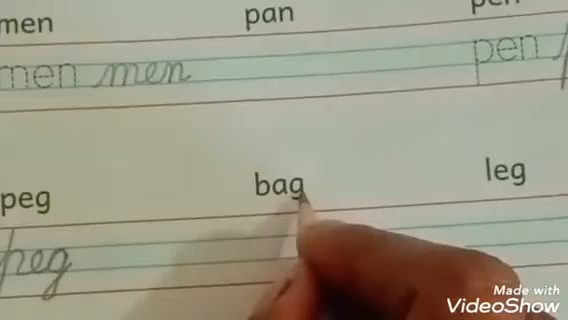 men pan pen
men men pen
peg bag leg
peg
Made with
VideoShow